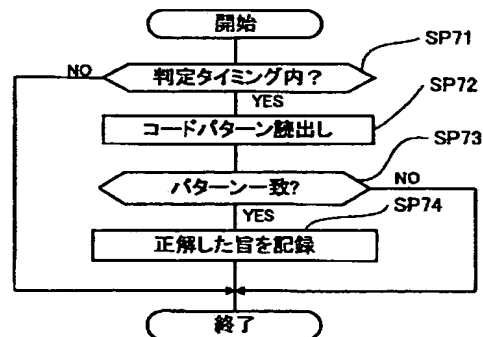 開始
SP71
NO
判定タイミング内？
YES
SP72
コードパターン読出し
SP73
パターン一致?
NO
YES
SP74
正解した旨を記録
終了